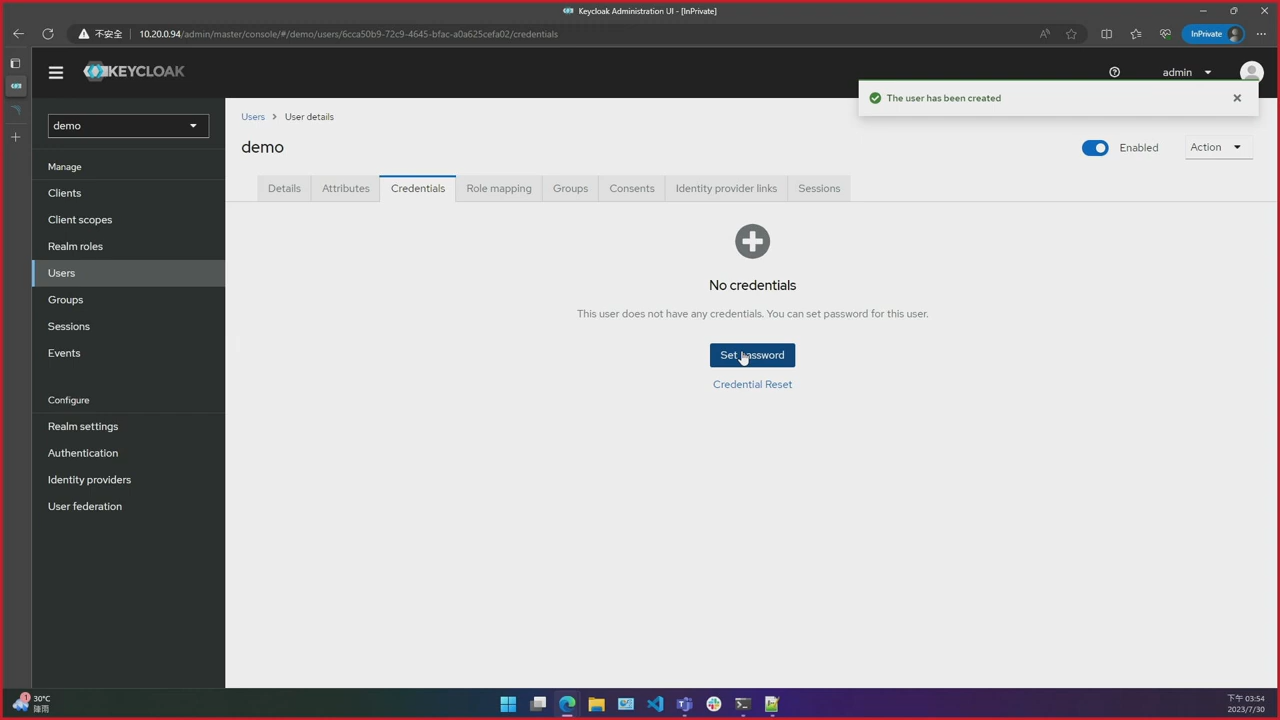 Keycloak Administration UI - [InPrivate]
不安全
10.20.0.94/admin/master/console/#/demo/users/6cca50b9-72c9-4645-bfac-a0a625cefa02/credentials
InPrivate
KEYCLOAK
admin
The user has been created
demo
Users
User details
demo
Enabled
Action
Manage
Clients
Client scopes
Realm roles
Users
Groups
Sessions
Events
Configure
Realm settings
Authentication
Identity providers
User federation
Details
Attributes
Credentials
Role mapping
Groups
Consents
Identity provider links
Sessions
No credentials
This user does not have any credentials. You can set password for this user.
Set password
Credential Reset
1
30°C
降雨
下午 03:54
2023/7/30